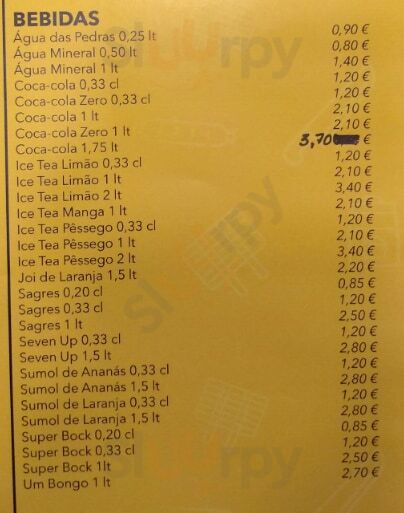 BEBIDAS
Água das Pedras 0,25 lt 0,90 €
Água Mineral 0,50 lt 0,80 €
Água Mineral 1 lt 1,40 €
Coca-cola 0,33 cl 1,20 €
Coca-cola Zero 0,33 cl 1,20 €
Coca-cola 1 lt 2,10 €
Coca-cola Zero 1 lt 2,10 €
Coca-cola 1,75 lt 3,70 €
Ice Tea Limão 0,33 cl 1,20 €
Ice Tea Limão 1 lt 2,10 €
Ice Tea Limão 2 lt 3,40 €
Ice Tea Manga 1 lt 2,10 €
Ice Tea Pêssego 0,33 cl 1,20 €
Ice Tea Pêssego 1 lt 2,10 €
Ice Tea Pêssego 2 lt 3,40 €
Joi de Laranja 1,5 lt 2,20 €
Sagres 0,20 cl 0,85 €
Sagres 0,33 cl 1,20 €
Sagres 1 lt 2,50 €
Seven Up 0,33 cl 1,20 €
Seven Up 1,5 lt 2,80 €
Sumol de Ananás 0,33 cl 1,20 €
Sumol de Ananás 1,5 lt 2,80 €
Sumol de Laranja 0,33 cl 1,20 €
Sumol de Laranja 1,5 lt 2,80 €
Super Bock 0,20 cl 0,85 €
Super Bock 0,33 cl 1,20 €
Super Bock 1lt 2,50 €
Um Bongo 1 lt 2,70 €
slurpy
slurpy
slurpy